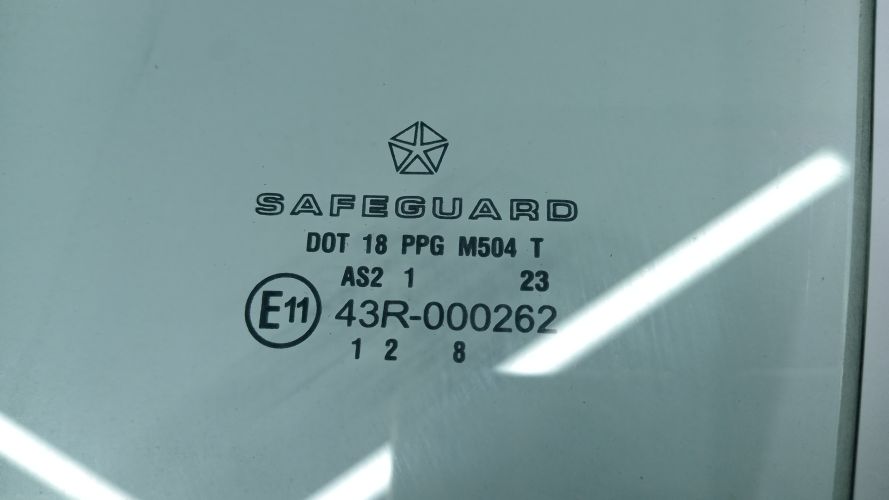 SAFEGUARD
DOT 18 PPG M504 T
AS2 1 23
E11 43R-000262
1 2 8